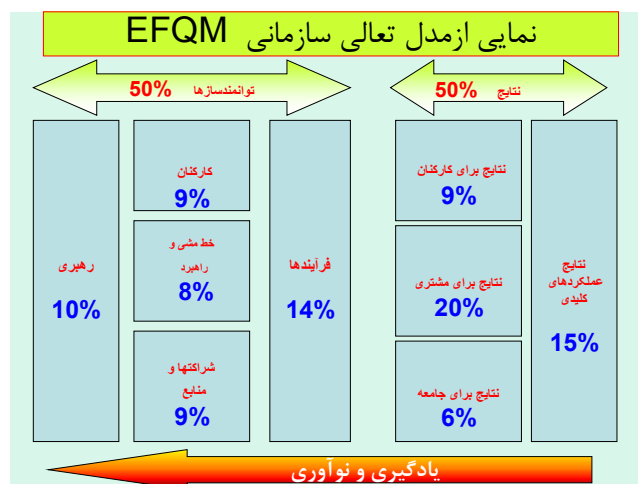 نمایی ازمدل تعالی سازمانی EFQM
توانمندسازها 50%
نتایج 50%
رهبری
10%
کارکنان
9%
خط مشی و
راهبرد
8%
شراکتها و
منابع
9%
فرآیندها
14%
نتایج برای کارکنان
9%
نتایج برای مشتری
20%
نتایج برای جامعه
6%
نتایج
عملکردهای
کلیدی
15%
یادگیری و نوآوری